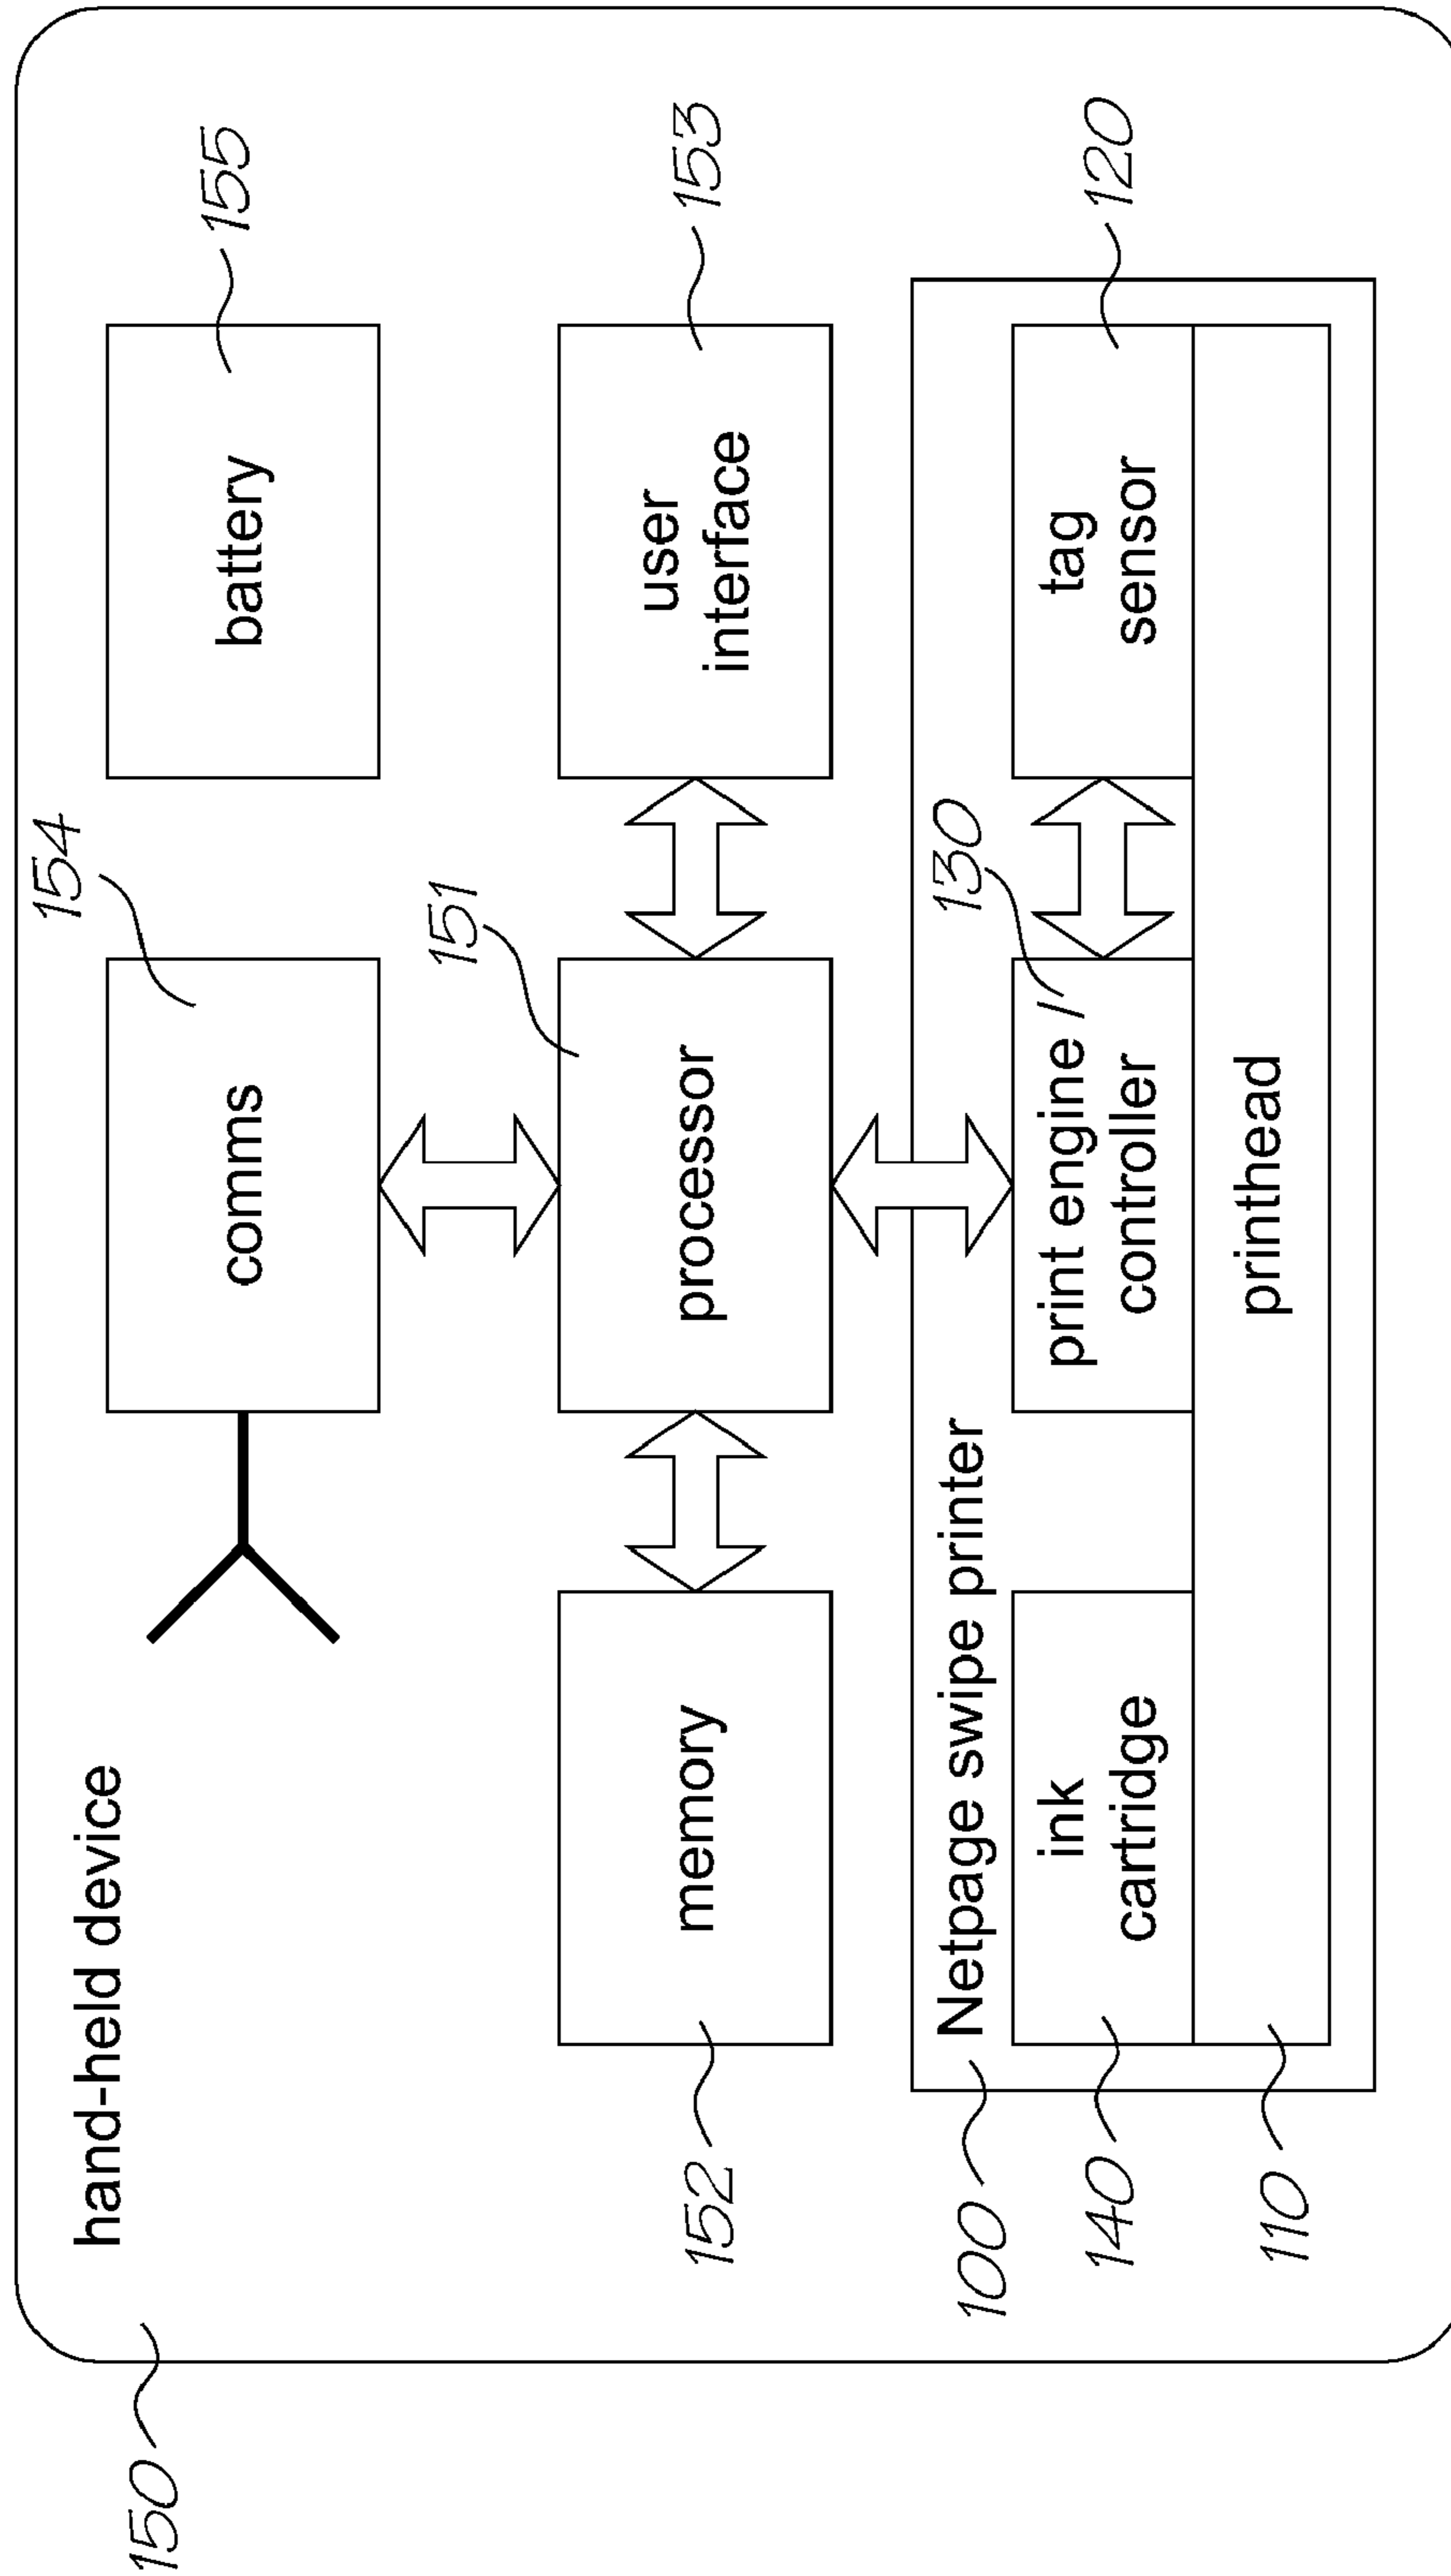 150
hand-held device
154
155
comms
battery
151
152
memory
processor
user
interface
153
100
Netpage swipe printer
130
140
ink
cartridge
print engine /
controller
tag
sensor
120
110
printhead